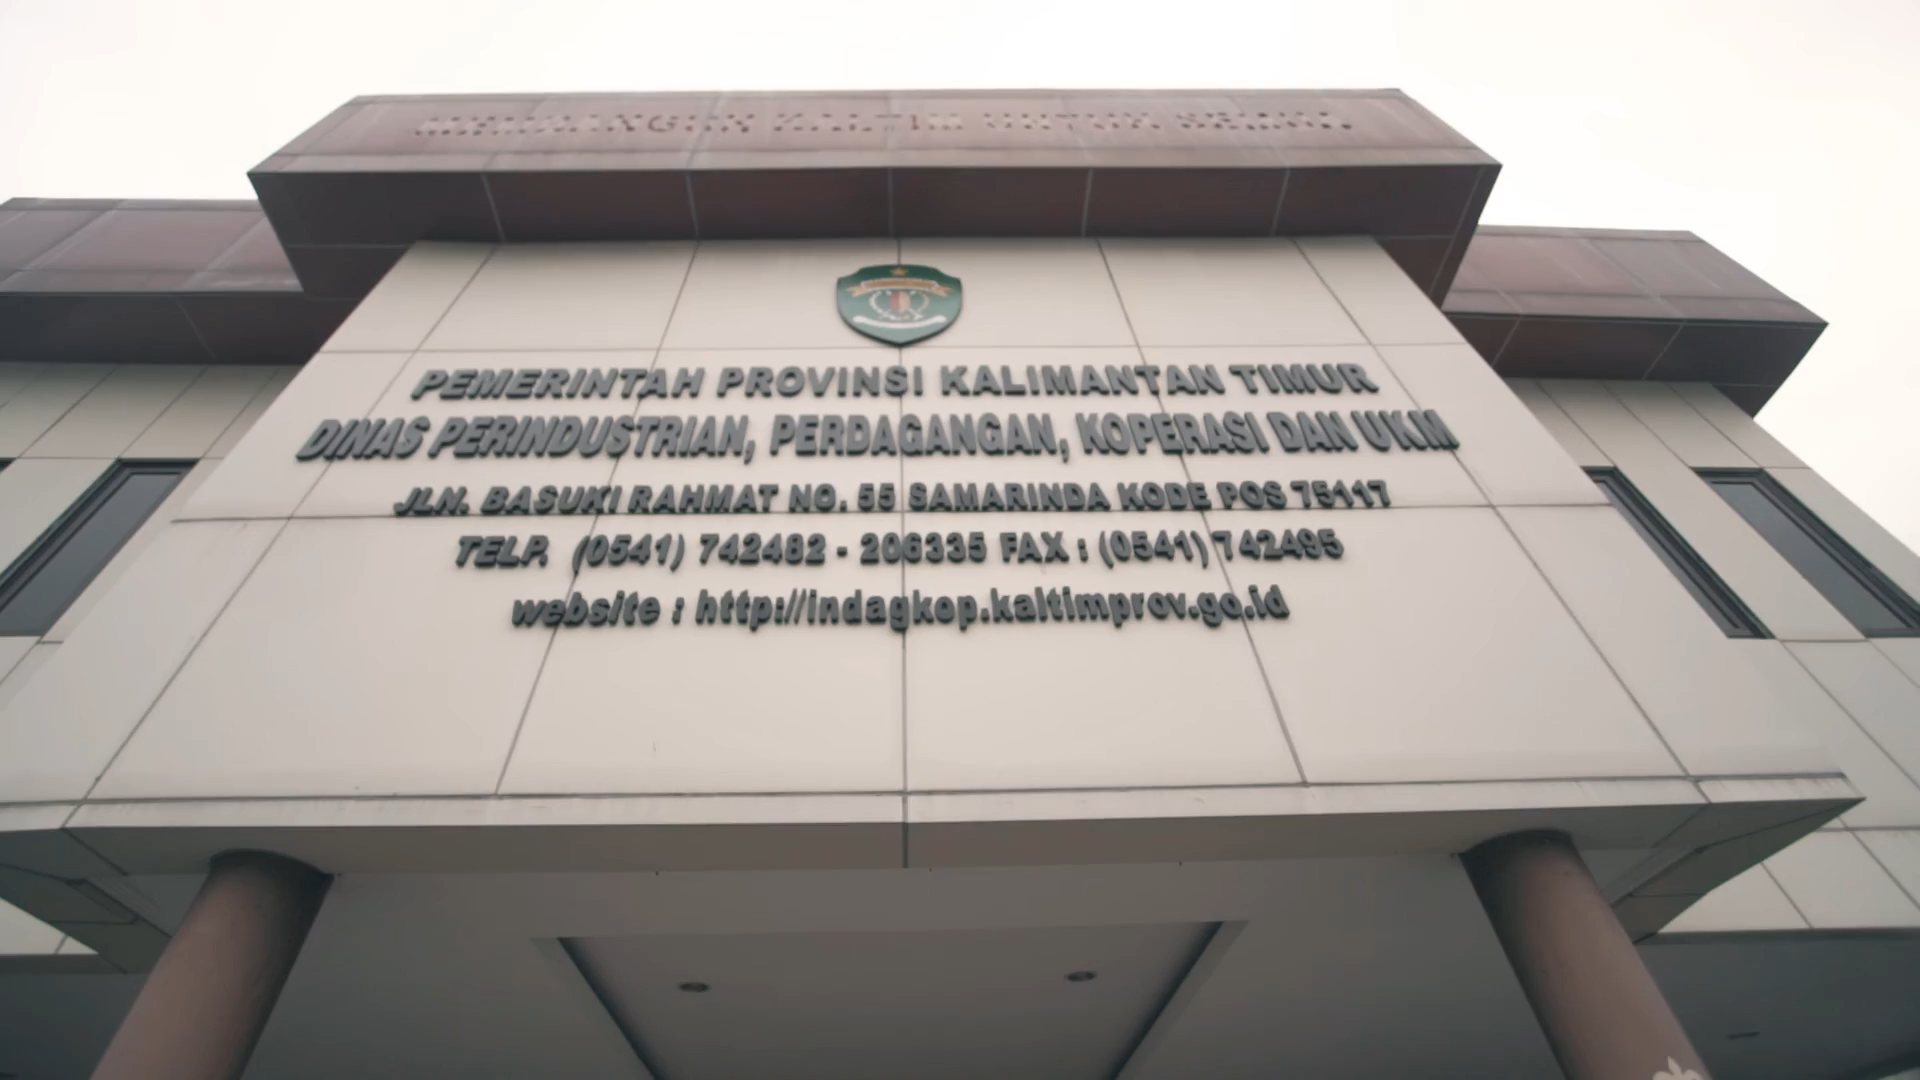 PEMERINTAH PROVINSI KALIMANTAN TIMUR
DINAS PERINDUSTRIAN, PERDAGANGAN, KOPERASI DAN UKM
JLN. BASUKI RAHMAT NO. 55 SAMARINDA KODE POS 75117
TELP. (0541) 742482 - 206335 FAX : (0541) 742495
website : http://indagkop.kaltimprov.go.id